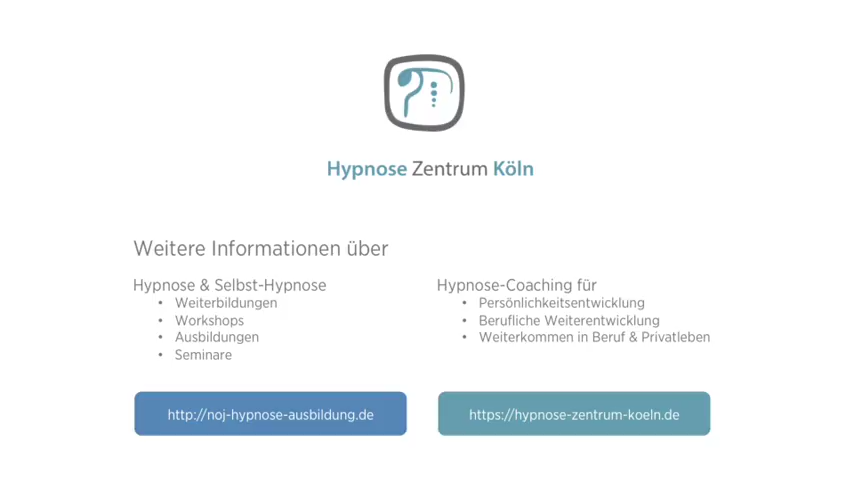 Hypnose Zentrum Köln
Weitere Informationen über
Hypnose & Selbst-Hypnose
• Weiterbildungen
• Workshops
• Ausbildungen
• Seminare
http://noj-hypnose-ausbildung.de
Hypnose-Coaching für
• Persönlichkeitsentwicklung
• Berufliche Weiterentwicklung
• Weiterkommen in Beruf & Privatleben
https://hypnose-zentrum-koeln.de